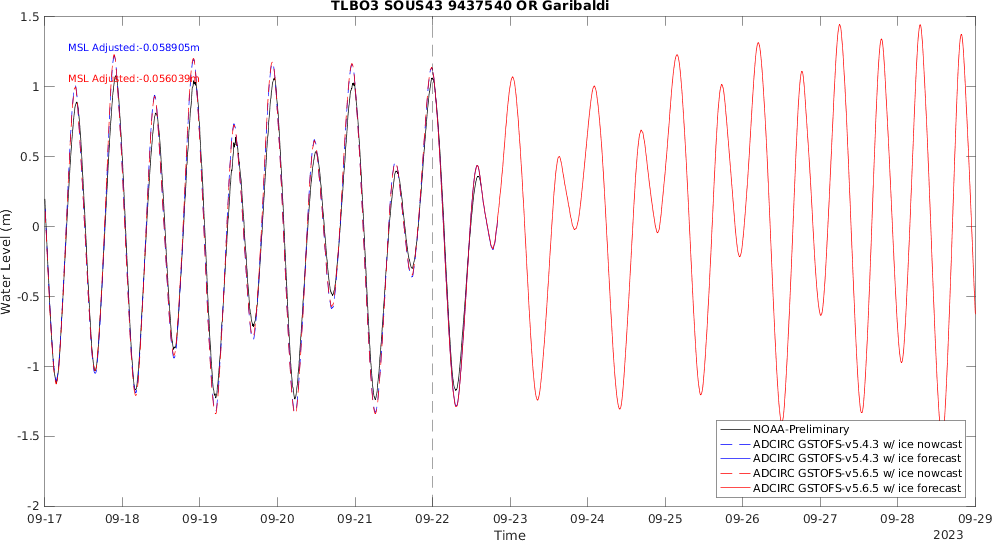 TLBO3 SOUS43 9437540 OR Garibaldi
MSL Adjusted:-0.058905m
MSL Adjusted:-0.056039m
1.5
1
0.5
0
-0.5
-1
-1.5
-2
Water Level (m)
NOAA-Preliminary
ADCIRC GSTOFS-v5.4.3 w/ ice nowcast
ADCIRC GSTOFS-v5.4.3 w/ ice forecast
ADCIRC GSTOFS-v5.6.5 w/ ice nowcast
ADCIRC GSTOFS-v5.6.5 w/ ice forecast
09-17 09-18 09-19 09-20 09-21 09-22 09-23 09-24 09-25 09-26 09-27 09-28 09-29
Time
2023